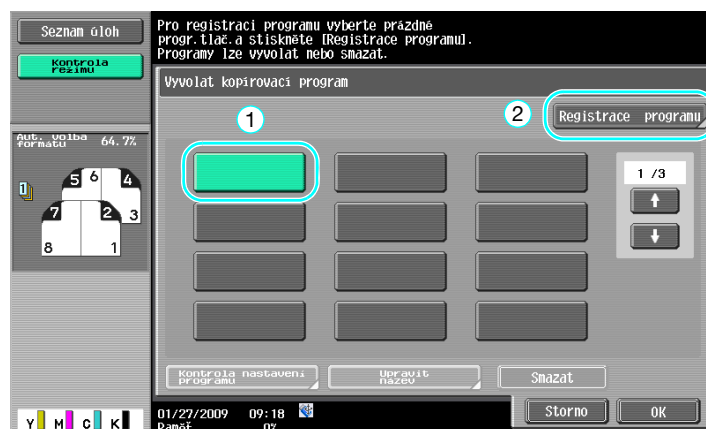 Seznam úloh
Kontrola
režimu
Pro registraci programu vyberte prázdné
progr.tlač.a stiskněte [Registrace programu].
Programy lze vyvolat nebo smazat.
Vyvolat kopírovací program
1
2
Registrace programu
Aut. volba
formátu
64.7%
1 /3
5 6 4
7 2 3
8 1
Kontrola nastavení
programu
Upravit
název
Smazat
01/27/2009 09:18
Paměť 0%
Storno
OK
Y M C K